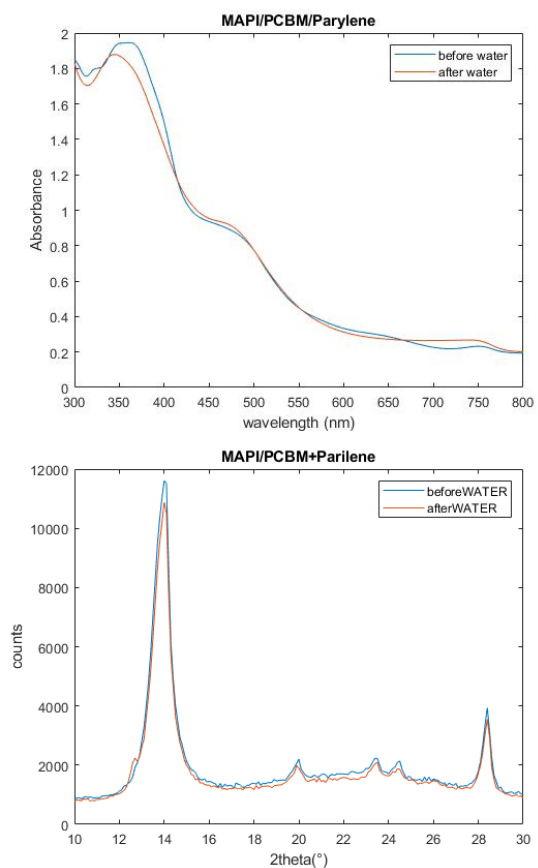 MAPI/PCBM/Parylene
2
1.8
1.6
1.4
1.2
1
0.8
0.6
0.4
0.2
0
Absorbance
before water
after water
300 350 400 450 500 550 600 650 700 750 800
wavelength (nm)
MAPI/PCBM+Parilene
12000
10000
8000
6000
4000
2000
0
counts
beforeWATER
afterWATER
10 12 14 16 18 20 22 24 26 28 30
2theta(°)